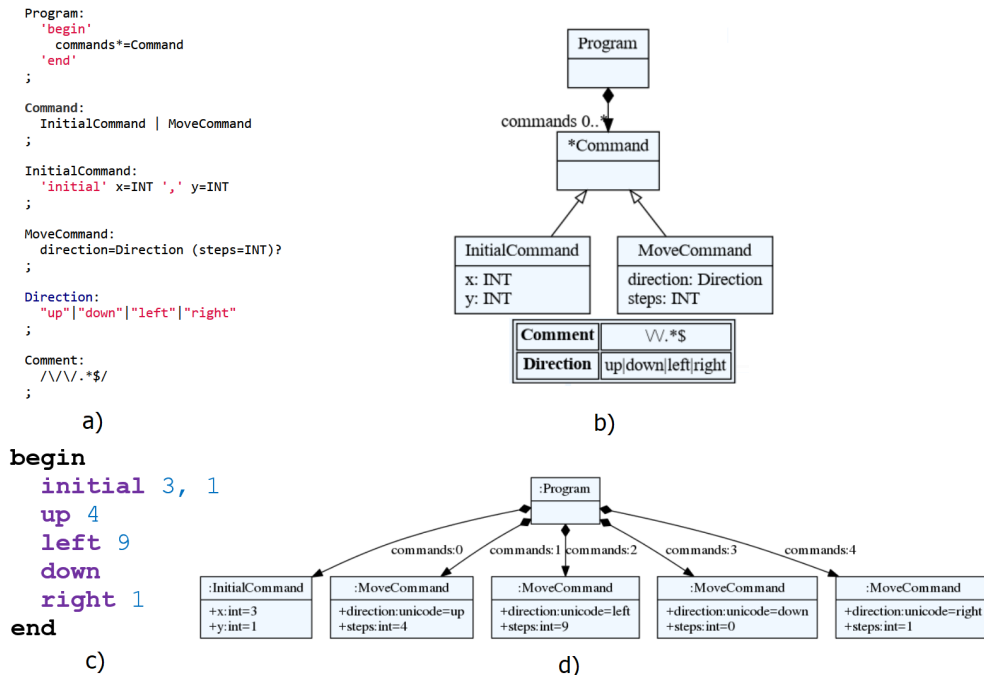 Program:
'begin'
commands*=Command
'end'
;
Command:
InitialCommand | MoveCommand
;
InitialCommand:
'initial' x=INT ',' y=INT
;
MoveCommand:
direction=Direction (steps=INT)?
;
Direction:
"up"|"down"|"left"|"right"
;
Comment:
/\/\/.*$/
;
a)
Program
commands 0..*
*Command
InitialCommand
x: INT
y: INT
MoveCommand
direction: Direction
steps: INT
Comment \/\/.*$
Direction up|down|left|right
b)
begin
initial 3, 1
up 4
left 9
down
right 1
end
c)
:Program
commands:0 commands:1 commands:2 commands:3 commands:4
:InitialCommand
+x:int=3
+y:int=1
:MoveCommand
+direction:unicode=up
+steps:int=4
:MoveCommand
+direction:unicode=left
+steps:int=9
:MoveCommand
+direction:unicode=down
+steps:int=0
:MoveCommand
+direction:unicode=right
+steps:int=1
d)